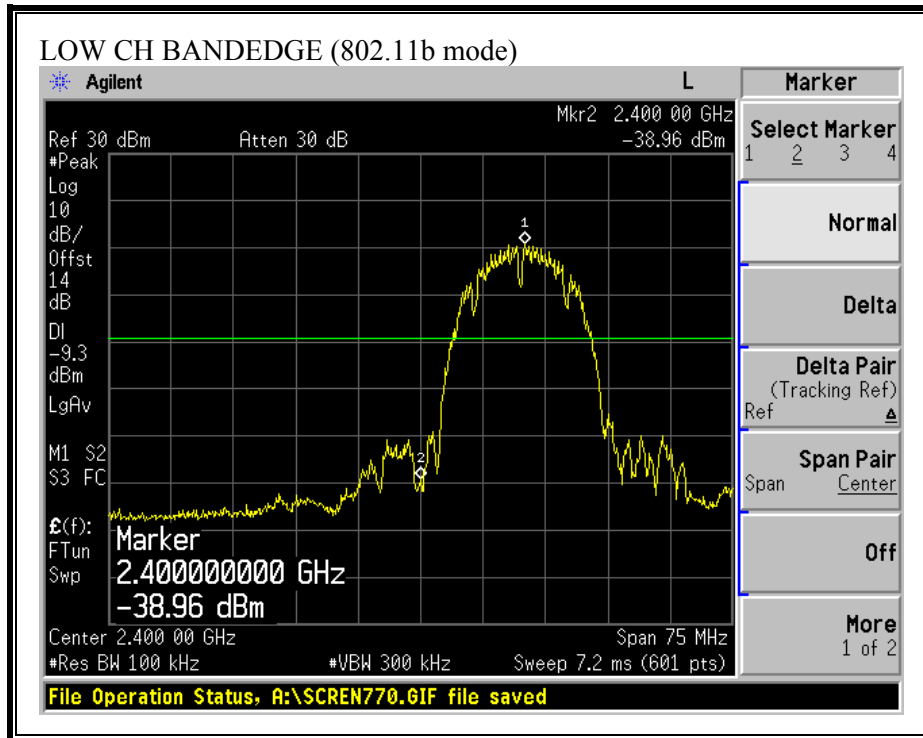 LOW CH BANDEDGE (802.11b mode)
Agilent L Marker
Mkr2 2.400 00 GHz
Ref 30 dBm Atten 30 dB -38.96 dBm
#Peak
Log
10
dB/
Offst
14
dB
DI
-9.3
dBm
LgAv
M1 S2
S3 FC
£(f):
FTun
Swp
1
2
Marker
2.400000000 GHz
-38.96 dBm
Center 2.400 00 GHz Span 75 MHz
#Res BW 100 kHz #VBW 300 kHz Sweep 7.2 ms (601 pts)
Select Marker
1 2 3 4
Normal
Delta
Delta Pair
(Tracking Ref)
Ref Δ
Span Pair
Span Center
Off
More
1 of 2
File Operation Status, A:\SCREN770.GIF file saved